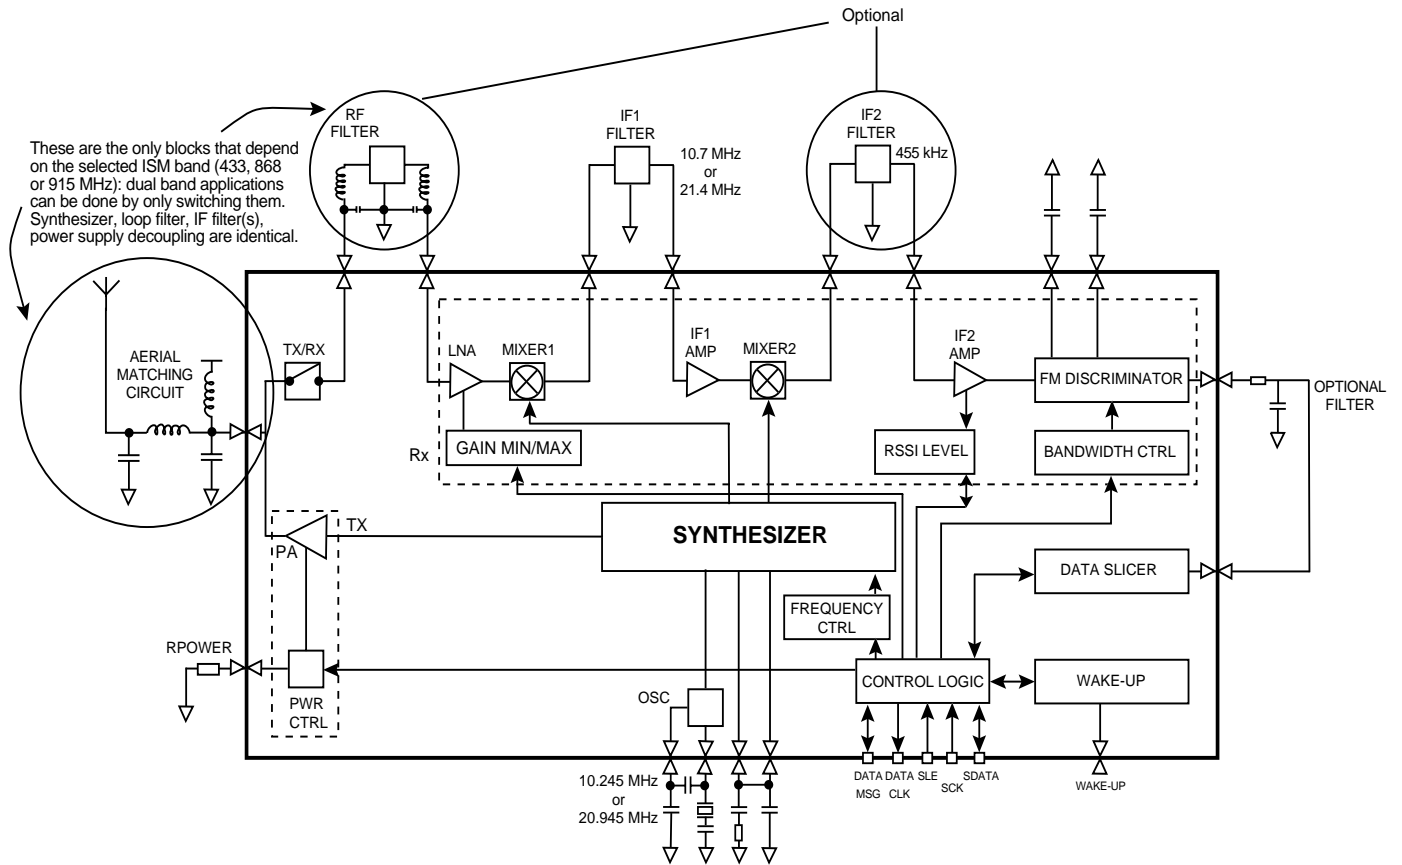 Optional
RF
FILTER
IF1
FILTER
10.7 MHz
or
21.4 MHz
IF2
FILTER
455 kHz
These are the only blocks that depend
on the selected ISM band (433, 868
or 915 MHz): dual band applications
can be done by only switching them.
Synthesizer, loop filter, IF filter(s),
power supply decoupling are identical.
AERIAL
MATCHING
CIRCUIT
TX/RX
LNA
MIXER1
IF1
AMP
MIXER2
IF2
AMP
FM DISCRIMINATOR
OPTIONAL
FILTER
Rx
GAIN MIN/MAX
RSSI LEVEL
BANDWIDTH CTRL
TX
PA
SYNTHESIZER
DATA SLICER
FREQUENCY
CTRL
RPOWER
PWR
CTRL
OSC
CONTROL LOGIC
WAKE-UP
10.245 MHz
or
20.945 MHz
DATA
MSG
DATA
CLK
SLE
SCK
SDATA
WAKE-UP